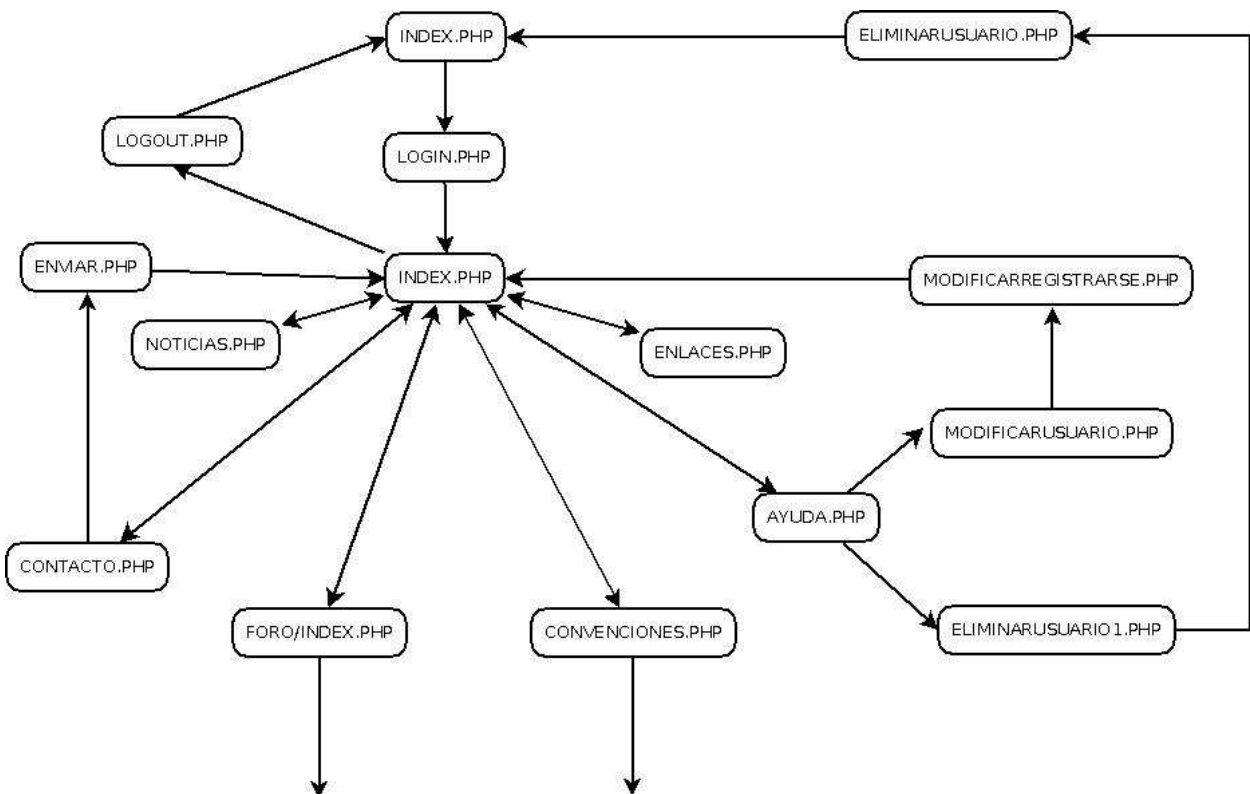 INDEX.PHP
ELIMINARUSUARIO.PHP
LOGOUT.PHP
LOGIN.PHP
ENVIAR.PHP
INDEX.PHP
MODIFICARREGISTRARSE.PHP
NOTICIAS.PHP
ENLACES.PHP
MODIFICARUSUARIO.PHP
AYUDA.PHP
CONTACTO.PHP
FORO/INDEX.PHP
CONVENCIONES.PHP
ELIMINARUSUARIO1.PHP